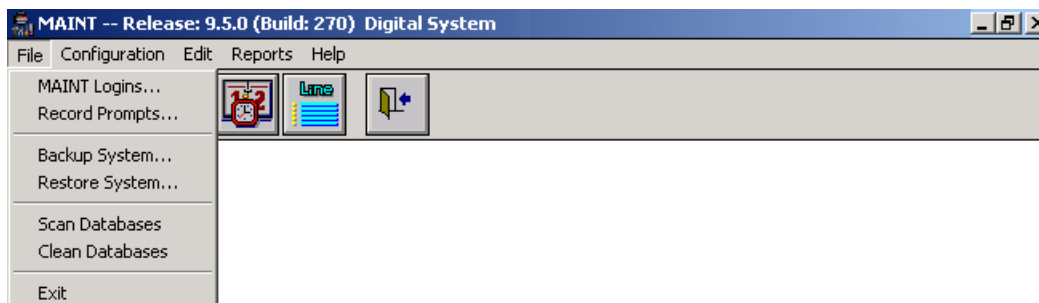 MAINT -- Release: 9.5.0 (Build: 270) Digital System
File Configuration Edit Reports Help
MAINT Logins...
Record Prompts...
12
Line
Backup System...
Restore System...
Scan Databases
Clean Databases
Exit